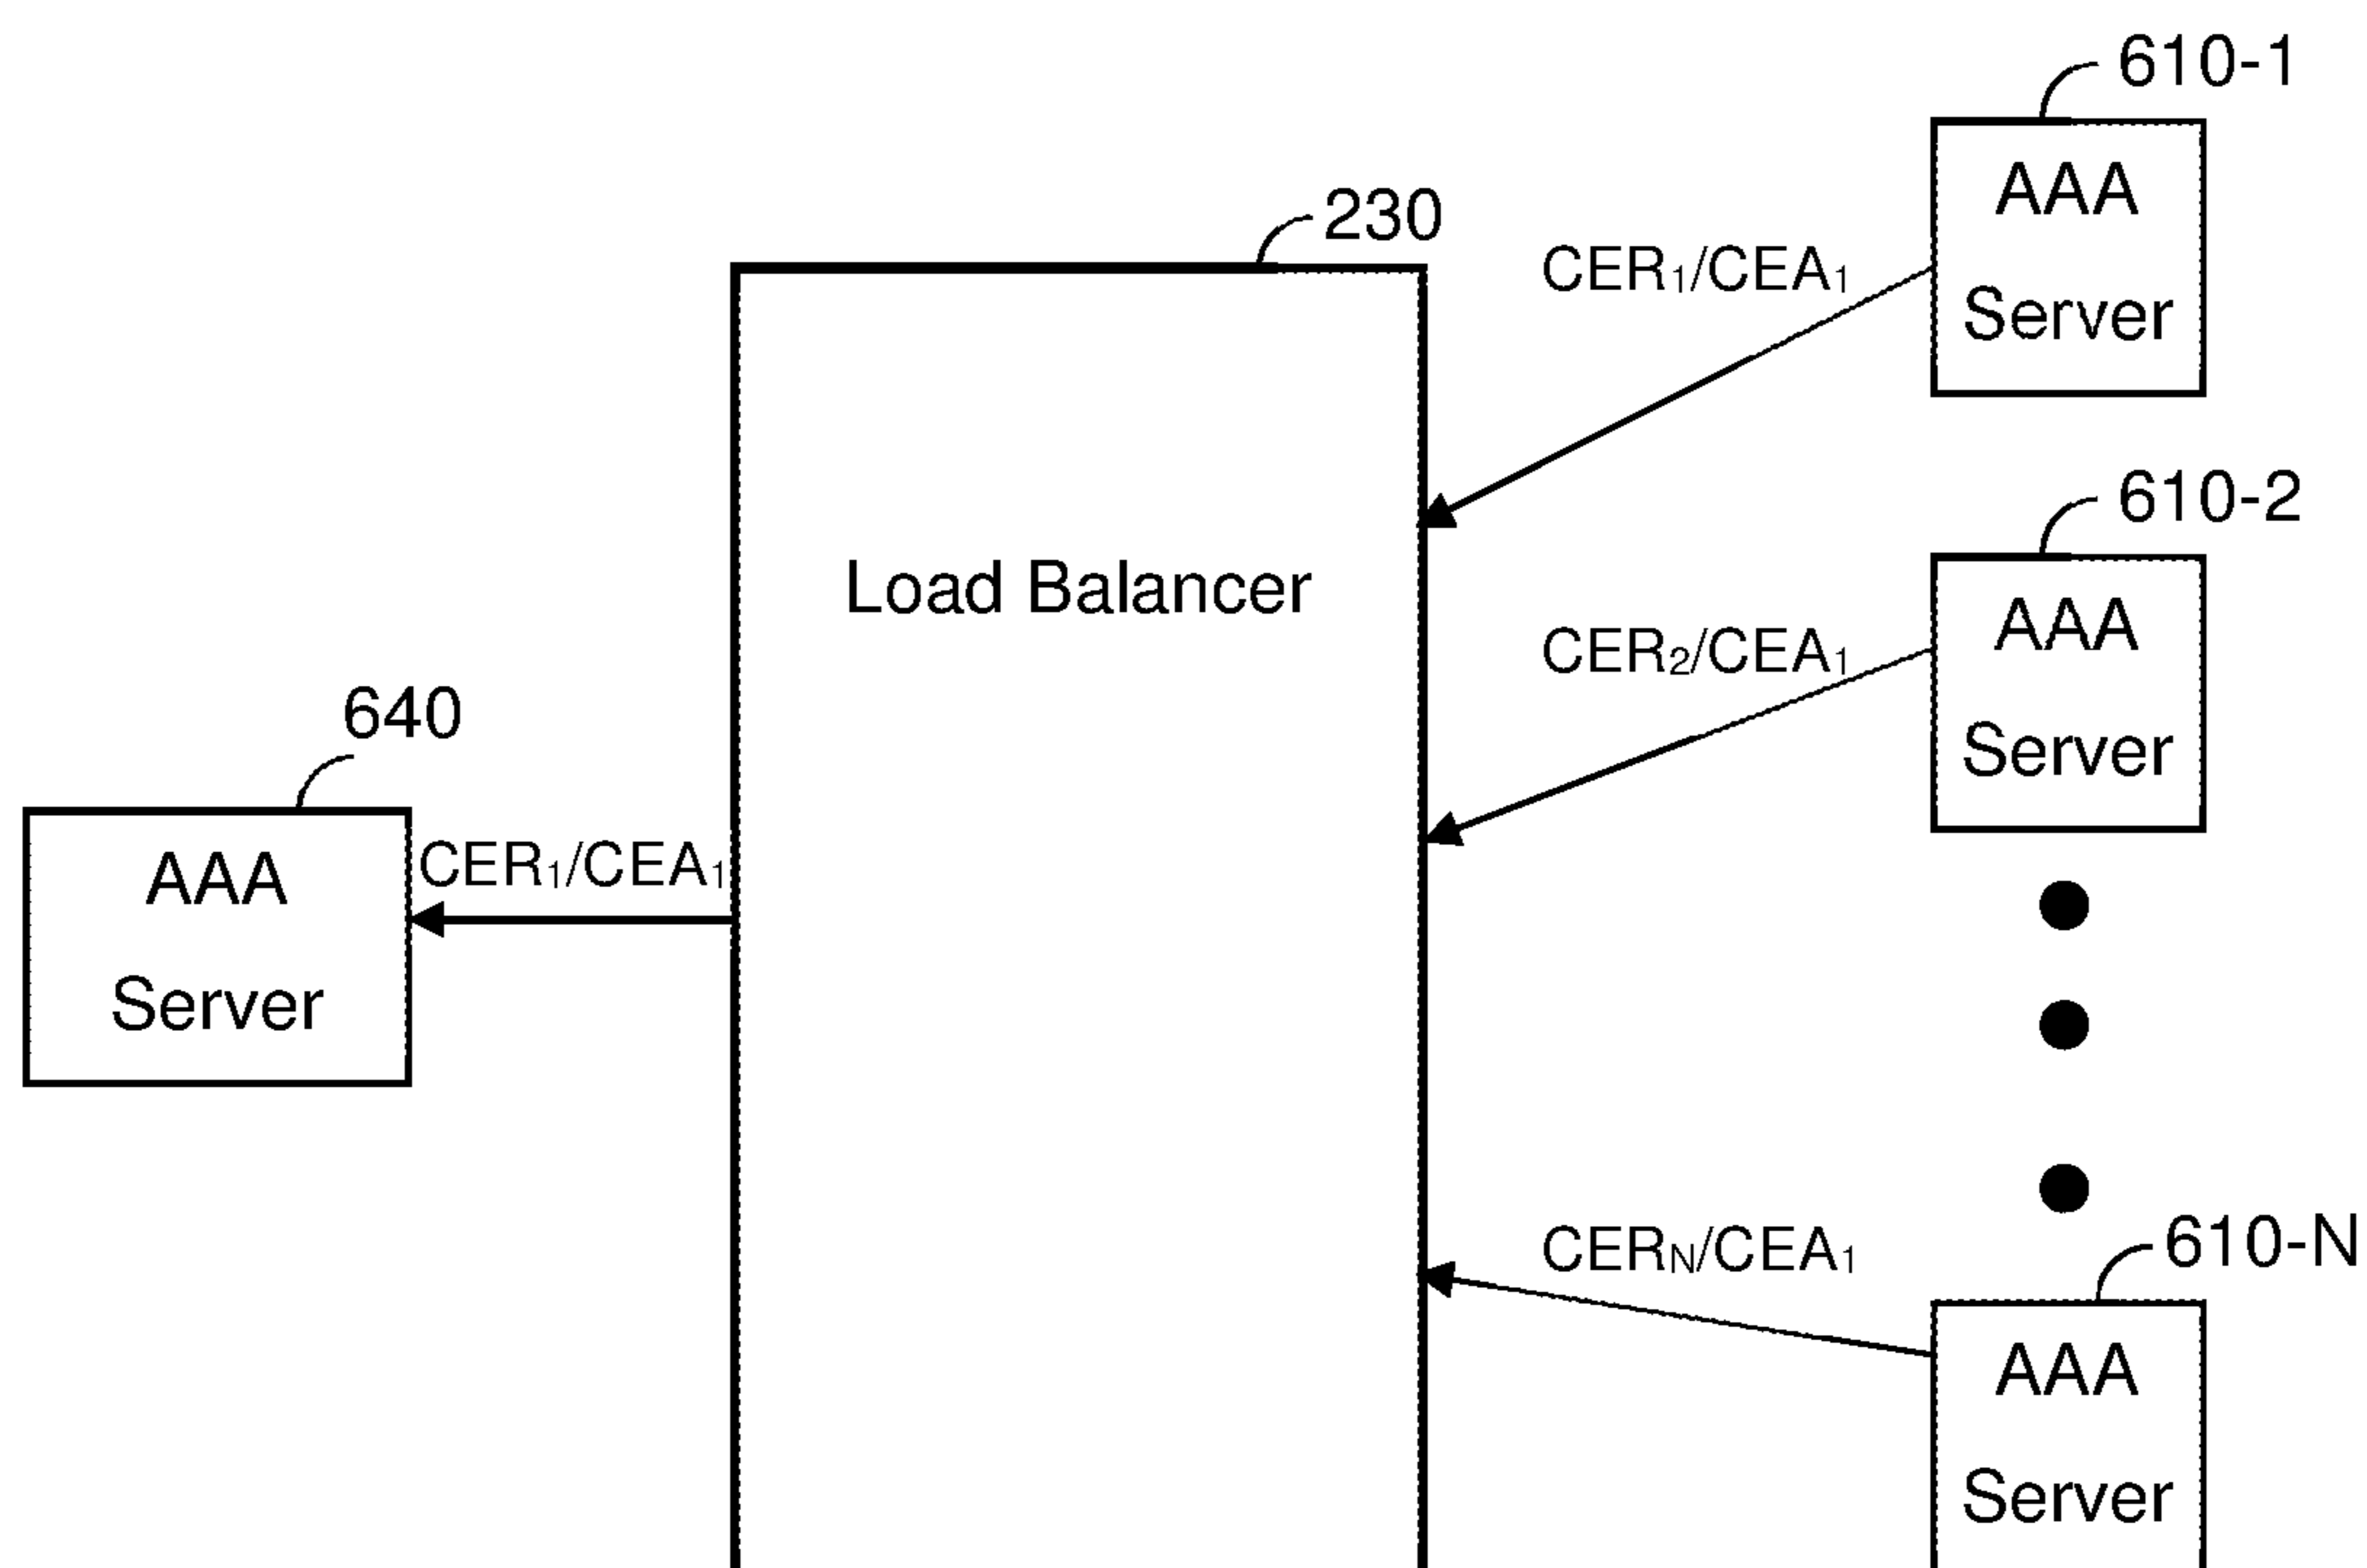 610-1
AAA
Server
230
CER₁/CEA₁
Load Balancer
610-2
AAA
Server
CER₂/CEA₁
640
AAA
Server
CER₁/CEA₁
610-N
AAA
Server
CER_N/CEA₁